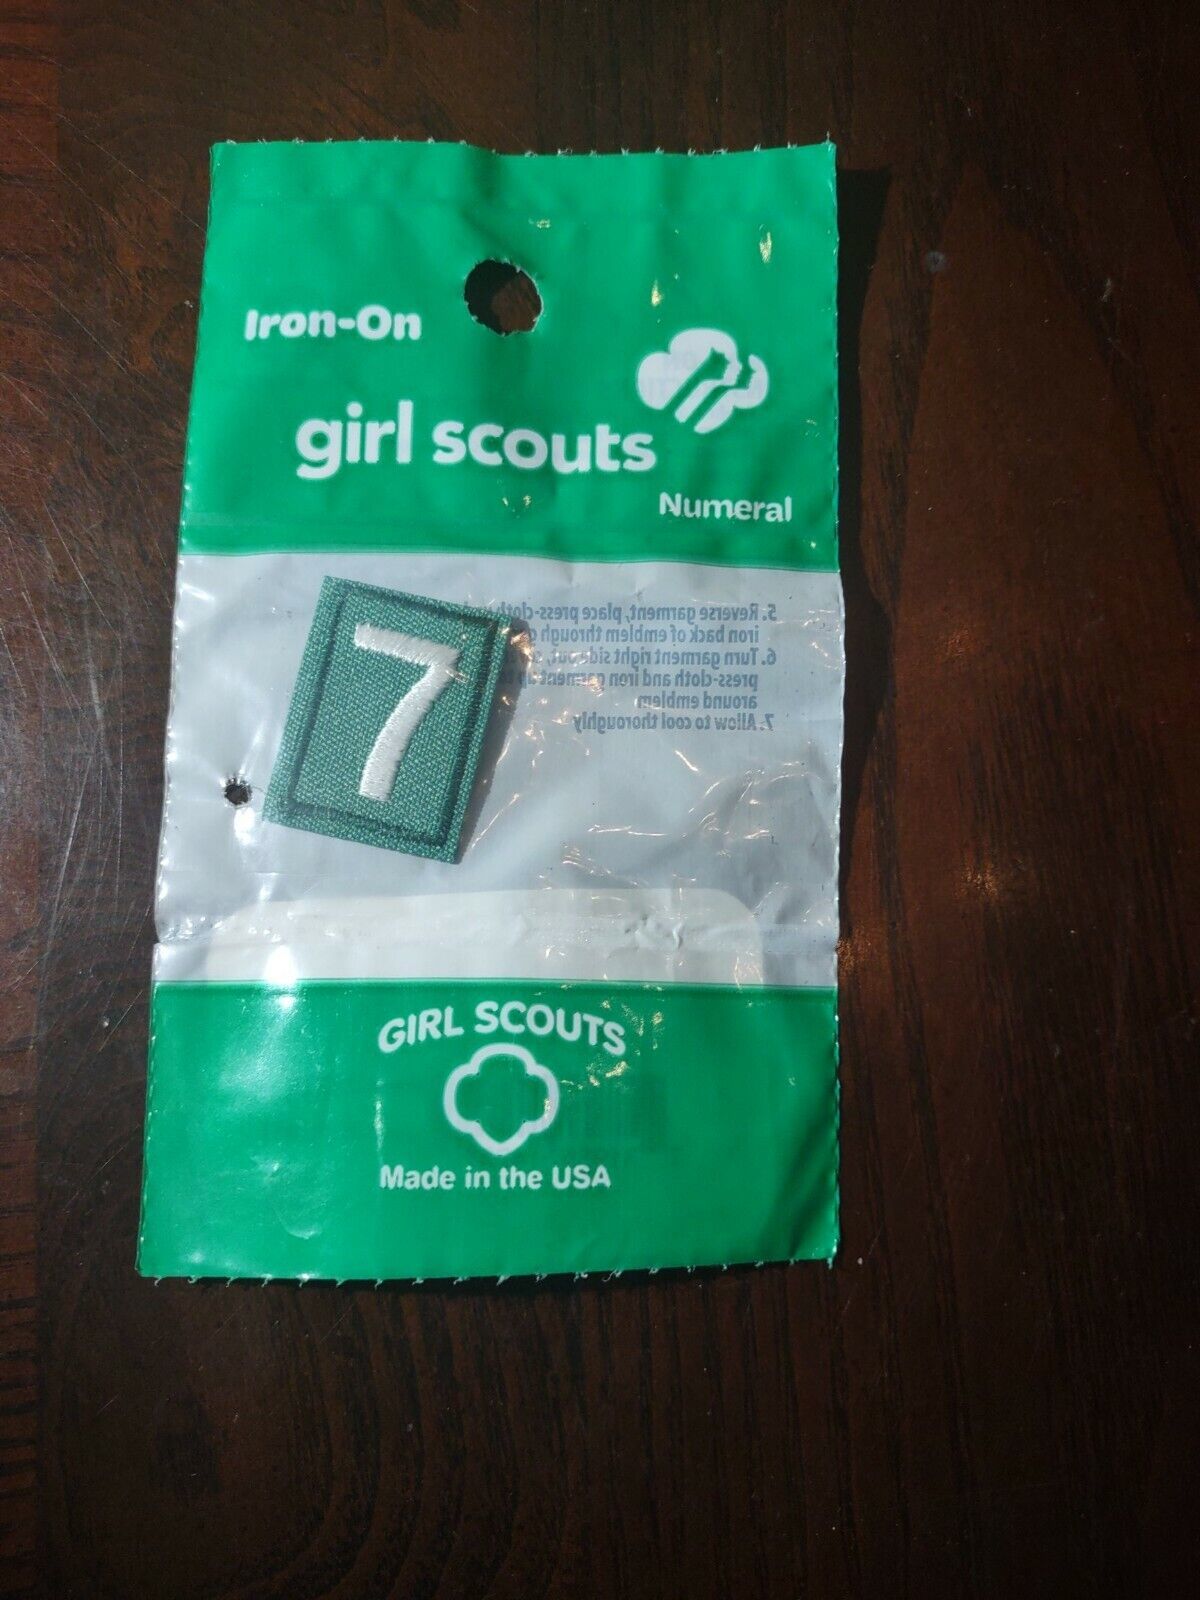 Iron-On
girl scouts
Numeral
7
5. Reverse garment, place press-cloth
iron back of emblem through
6. Turn garment right side out,
press-cloth and iron garment
around emblem
7. Allow to cool thoroughly
GIRL SCOUTS
Made in the USA